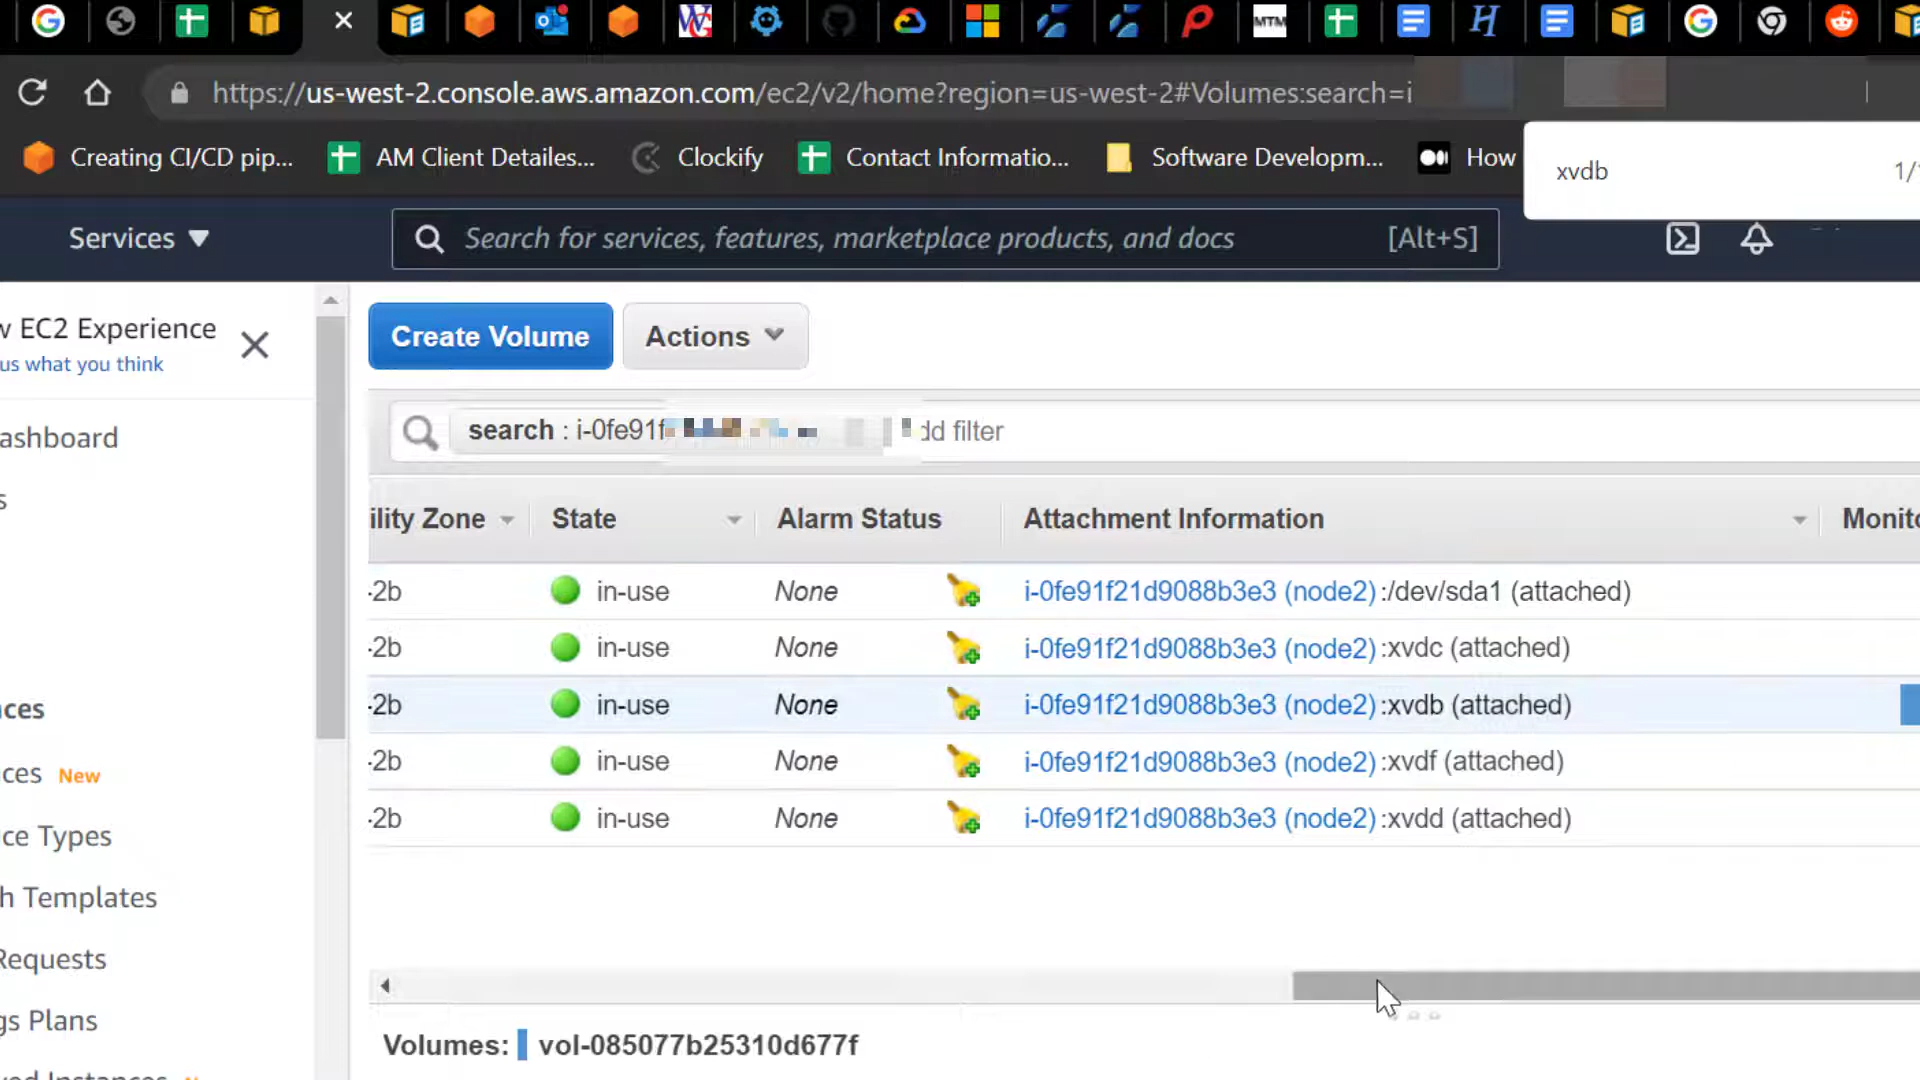 https://us-west-2.console.aws.amazon.com/ec2/v2/home?region=us-west-2#Volumes:search=i
Creating CI/CD pip... AM Client Detailes... Clockify Contact Informatio... Software Developm... How
xvdb 1/
Services Search for services, features, marketplace products, and docs [Alt+S]
w EC2 Experience
us what you think
Create Volume Actions
search : i-0fe91f dd filter
ashboard
s
ility Zone State Alarm Status Attachment Information Monito
-2b in-use None i-0fe91f21d9088b3e3 (node2):/dev/sda1 (attached)
-2b in-use None i-0fe91f21d9088b3e3 (node2):xvdc (attached)
-2b in-use None i-0fe91f21d9088b3e3 (node2):xvdb (attached)
-2b in-use None i-0fe91f21d9088b3e3 (node2):xvdf (attached)
-2b in-use None i-0fe91f21d9088b3e3 (node2):xvdd (attached)
ces
ces New
ce Types
h Templates
Requests
gs Plans
Volumes: vol-085077b25310d677f